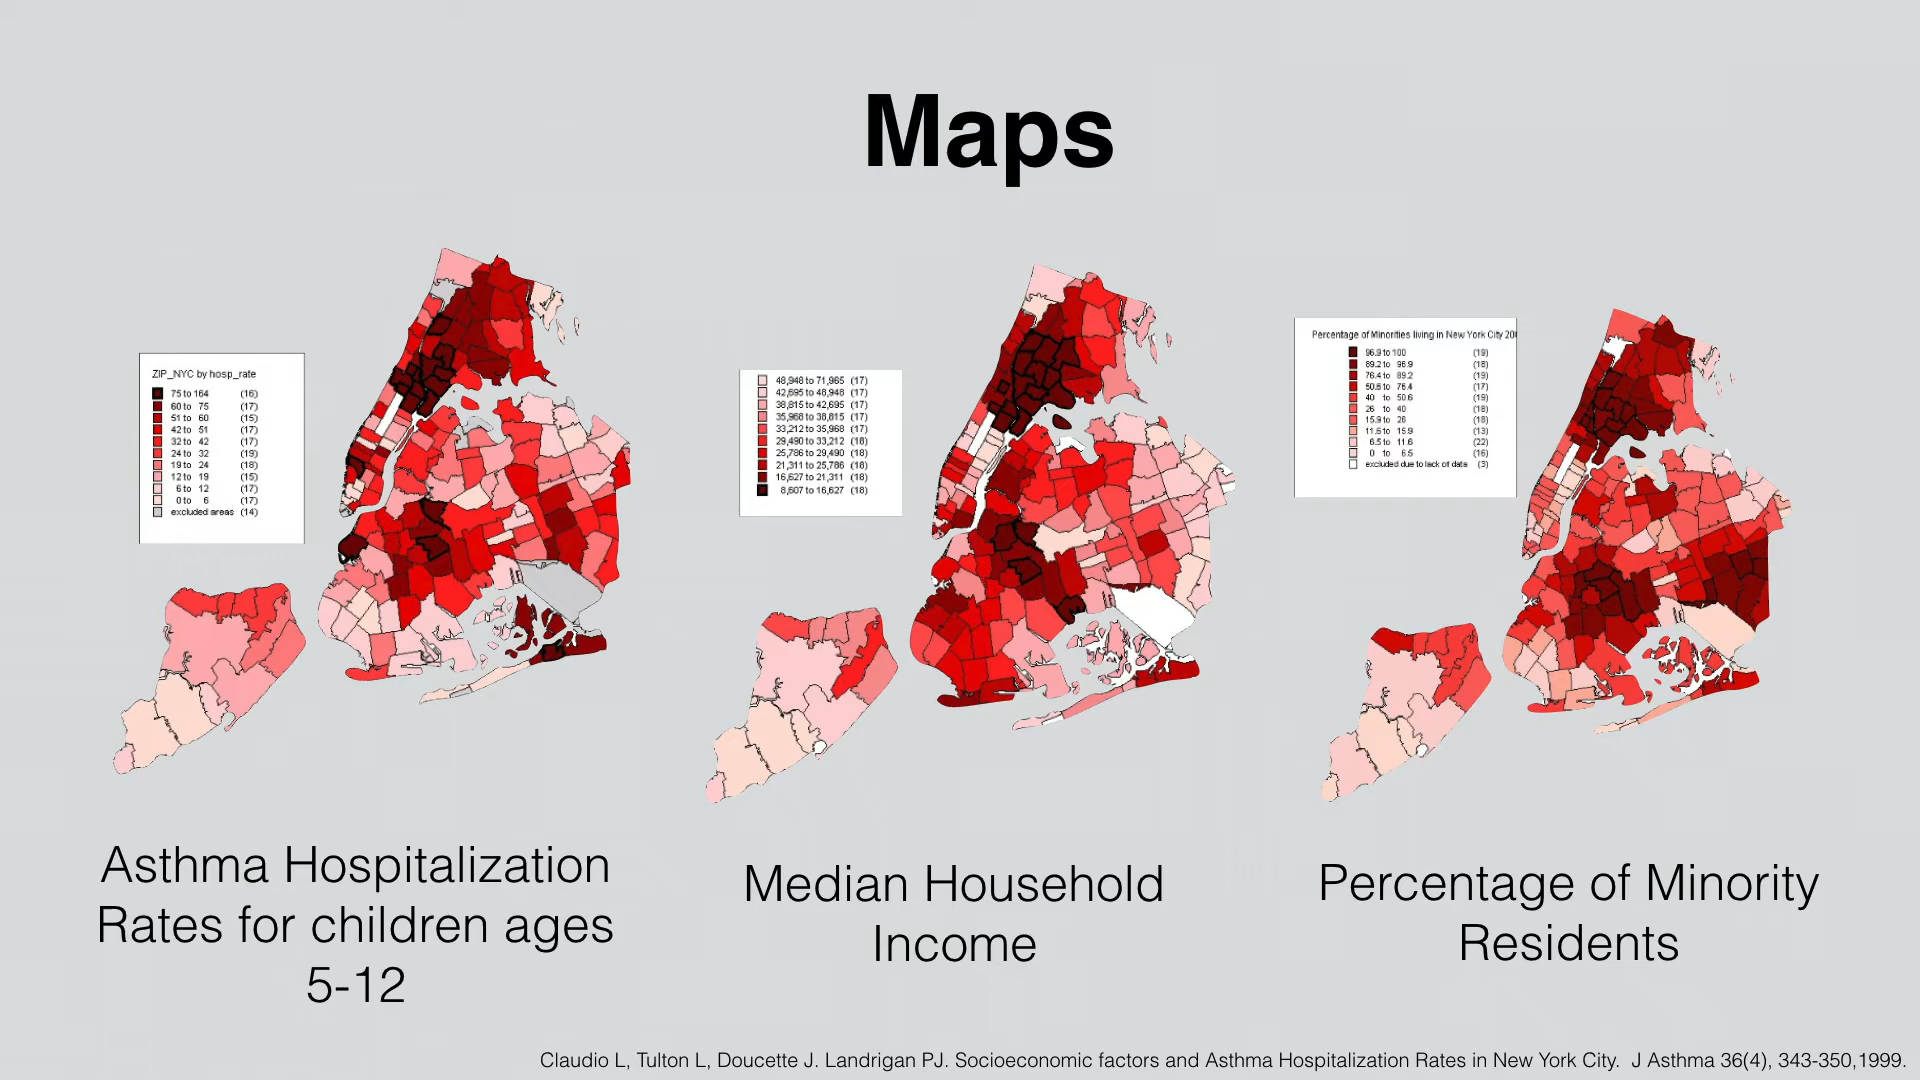 Maps
ZIP_NYC by hosp_rate
75 to 164 (16)
60 to 75 (17)
51 to 60 (15)
42 to 51 (17)
32 to 42 (17)
24 to 32 (19)
19 to 24 (18)
12 to 19 (15)
6 to 12 (17)
0 to 6 (17)
excluded areas (14)
48,948 to 71,965 (17)
42,695 to 48,948 (17)
38,815 to 42,695 (17)
35,968 to 38,815 (17)
33,212 to 35,968 (17)
29,490 to 33,212 (18)
25,786 to 29,490 (18)
21,311 to 25,786 (18)
16,627 to 21,311 (18)
8,607 to 16,627 (18)
Percentage of Minorities living in New York City 200
96.9 to 100 (19)
89.2 to 96.9 (18)
76.4 to 89.2 (19)
50.6 to 76.4 (17)
40 to 50.6 (19)
26 to 40 (18)
15.9 to 26 (18)
11.6 to 15.9 (13)
6.5 to 11.6 (22)
0 to 6.5 (16)
excluded due to lack of data (3)
Asthma Hospitalization
Rates for children ages
5-12
Median Household
Income
Percentage of Minority
Residents
Claudio L, Tulton L, Doucette J. Landrigan PJ. Socioeconomic factors and Asthma Hospitalization Rates in New York City. J Asthma 36(4), 343-350,1999.